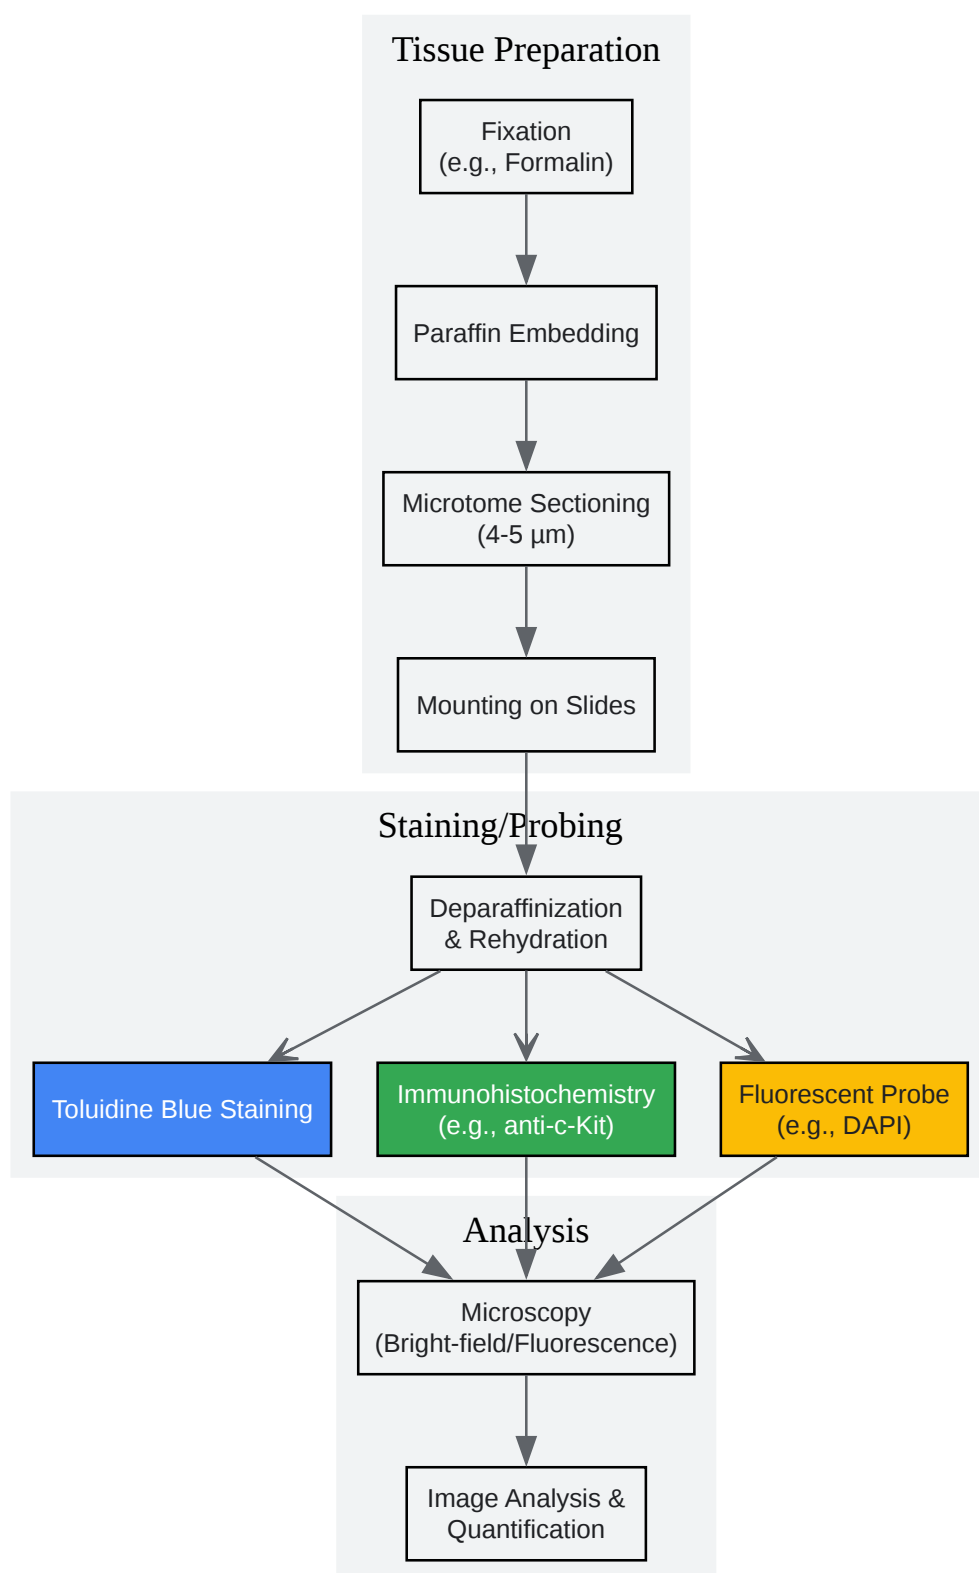 Tissue Preparation
Fixation
(e.g., Formalin)
Paraffin Embedding
Microtome Sectioning
(4-5 µm)
Mounting on Slides
Staining/Probing
Deparaffinization
& Rehydration
Toluidine Blue Staining
Immunohistochemistry
(e.g., anti-c-Kit)
Fluorescent Probe
(e.g., DAPI)
Analysis
Microscopy
(Bright-field/Fluorescence)
Image Analysis &
Quantification